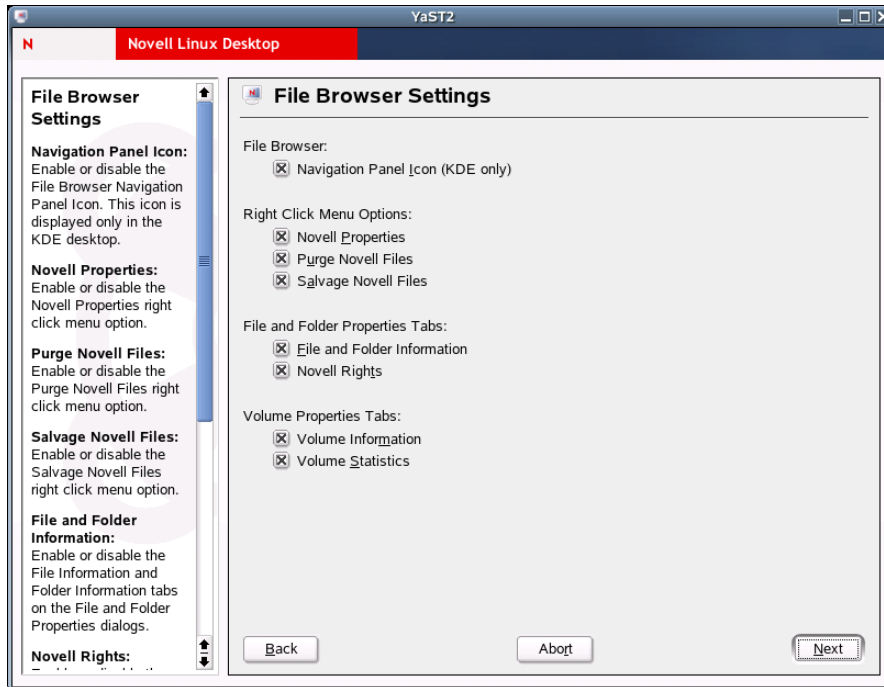 YaST2
N Novell Linux Desktop
File Browser
Settings
Navigation Panel Icon:
Enable or disable the
File Browser Navigation
Panel Icon. This icon is
displayed only in the
KDE desktop.
Novell Properties:
Enable or disable the
Novell Properties right
click menu option.
Purge Novell Files:
Enable or disable the
Purge Novell Files right
click menu option.
Salvage Novell Files:
Enable or disable the
Salvage Novell Files
right click menu option.
File and Folder
Information:
Enable or disable the
File Information and
Folder Information tabs
on the File and Folder
Properties dialogs.
Novell Rights:
File Browser Settings
File Browser:
Navigation Panel Icon (KDE only)
Right Click Menu Options:
Novell Properties
Purge Novell Files
Salvage Novell Files
File and Folder Properties Tabs:
File and Folder Information
Novell Rights
Volume Properties Tabs:
Volume Information
Volume Statistics
Back Abort Next